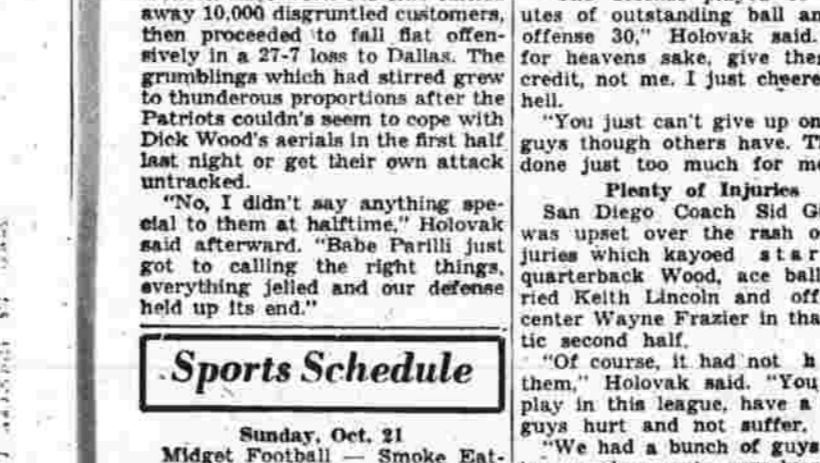 away 10,000 disgruntled customers,
then proceeded to fall flat offen-
sively in a 27-7 loss to Dallas. The
grumblings which had stirred grew
to thunderous proportions after the
Patriots couldn's seem to cope with
Dick Wood's aerials in the first half
last night or get their own attack
untracked.
"No, I didn't say anything spe-
cial to them at halftime," Holovak
said afterward. "Babe Parilli just
got to calling the right things,
everything jelled and our defense
held up its end."
Sports Schedule
Sunday, Oct. 21
Midget Football — Smoke Eat-
utes of outstanding ball an
offense 30," Holovak said.
for heavens sake, give the
credit, not me. I just cheere
hell.
"You just can't give up on
guys though others have. T
done just too much for m
Plenty of Injuries
San Diego Coach Sid G
was upset over the rash o
juries which kayoed star
quarterback Wood, ace ball
ried Keith Lincoln and off
center Wayne Frazier in tha
tic second half.
"Of course, it had not h
them," Holovak said. "You
play in this league, have a
guys hurt and not suffer.
"We had a bunch of guys